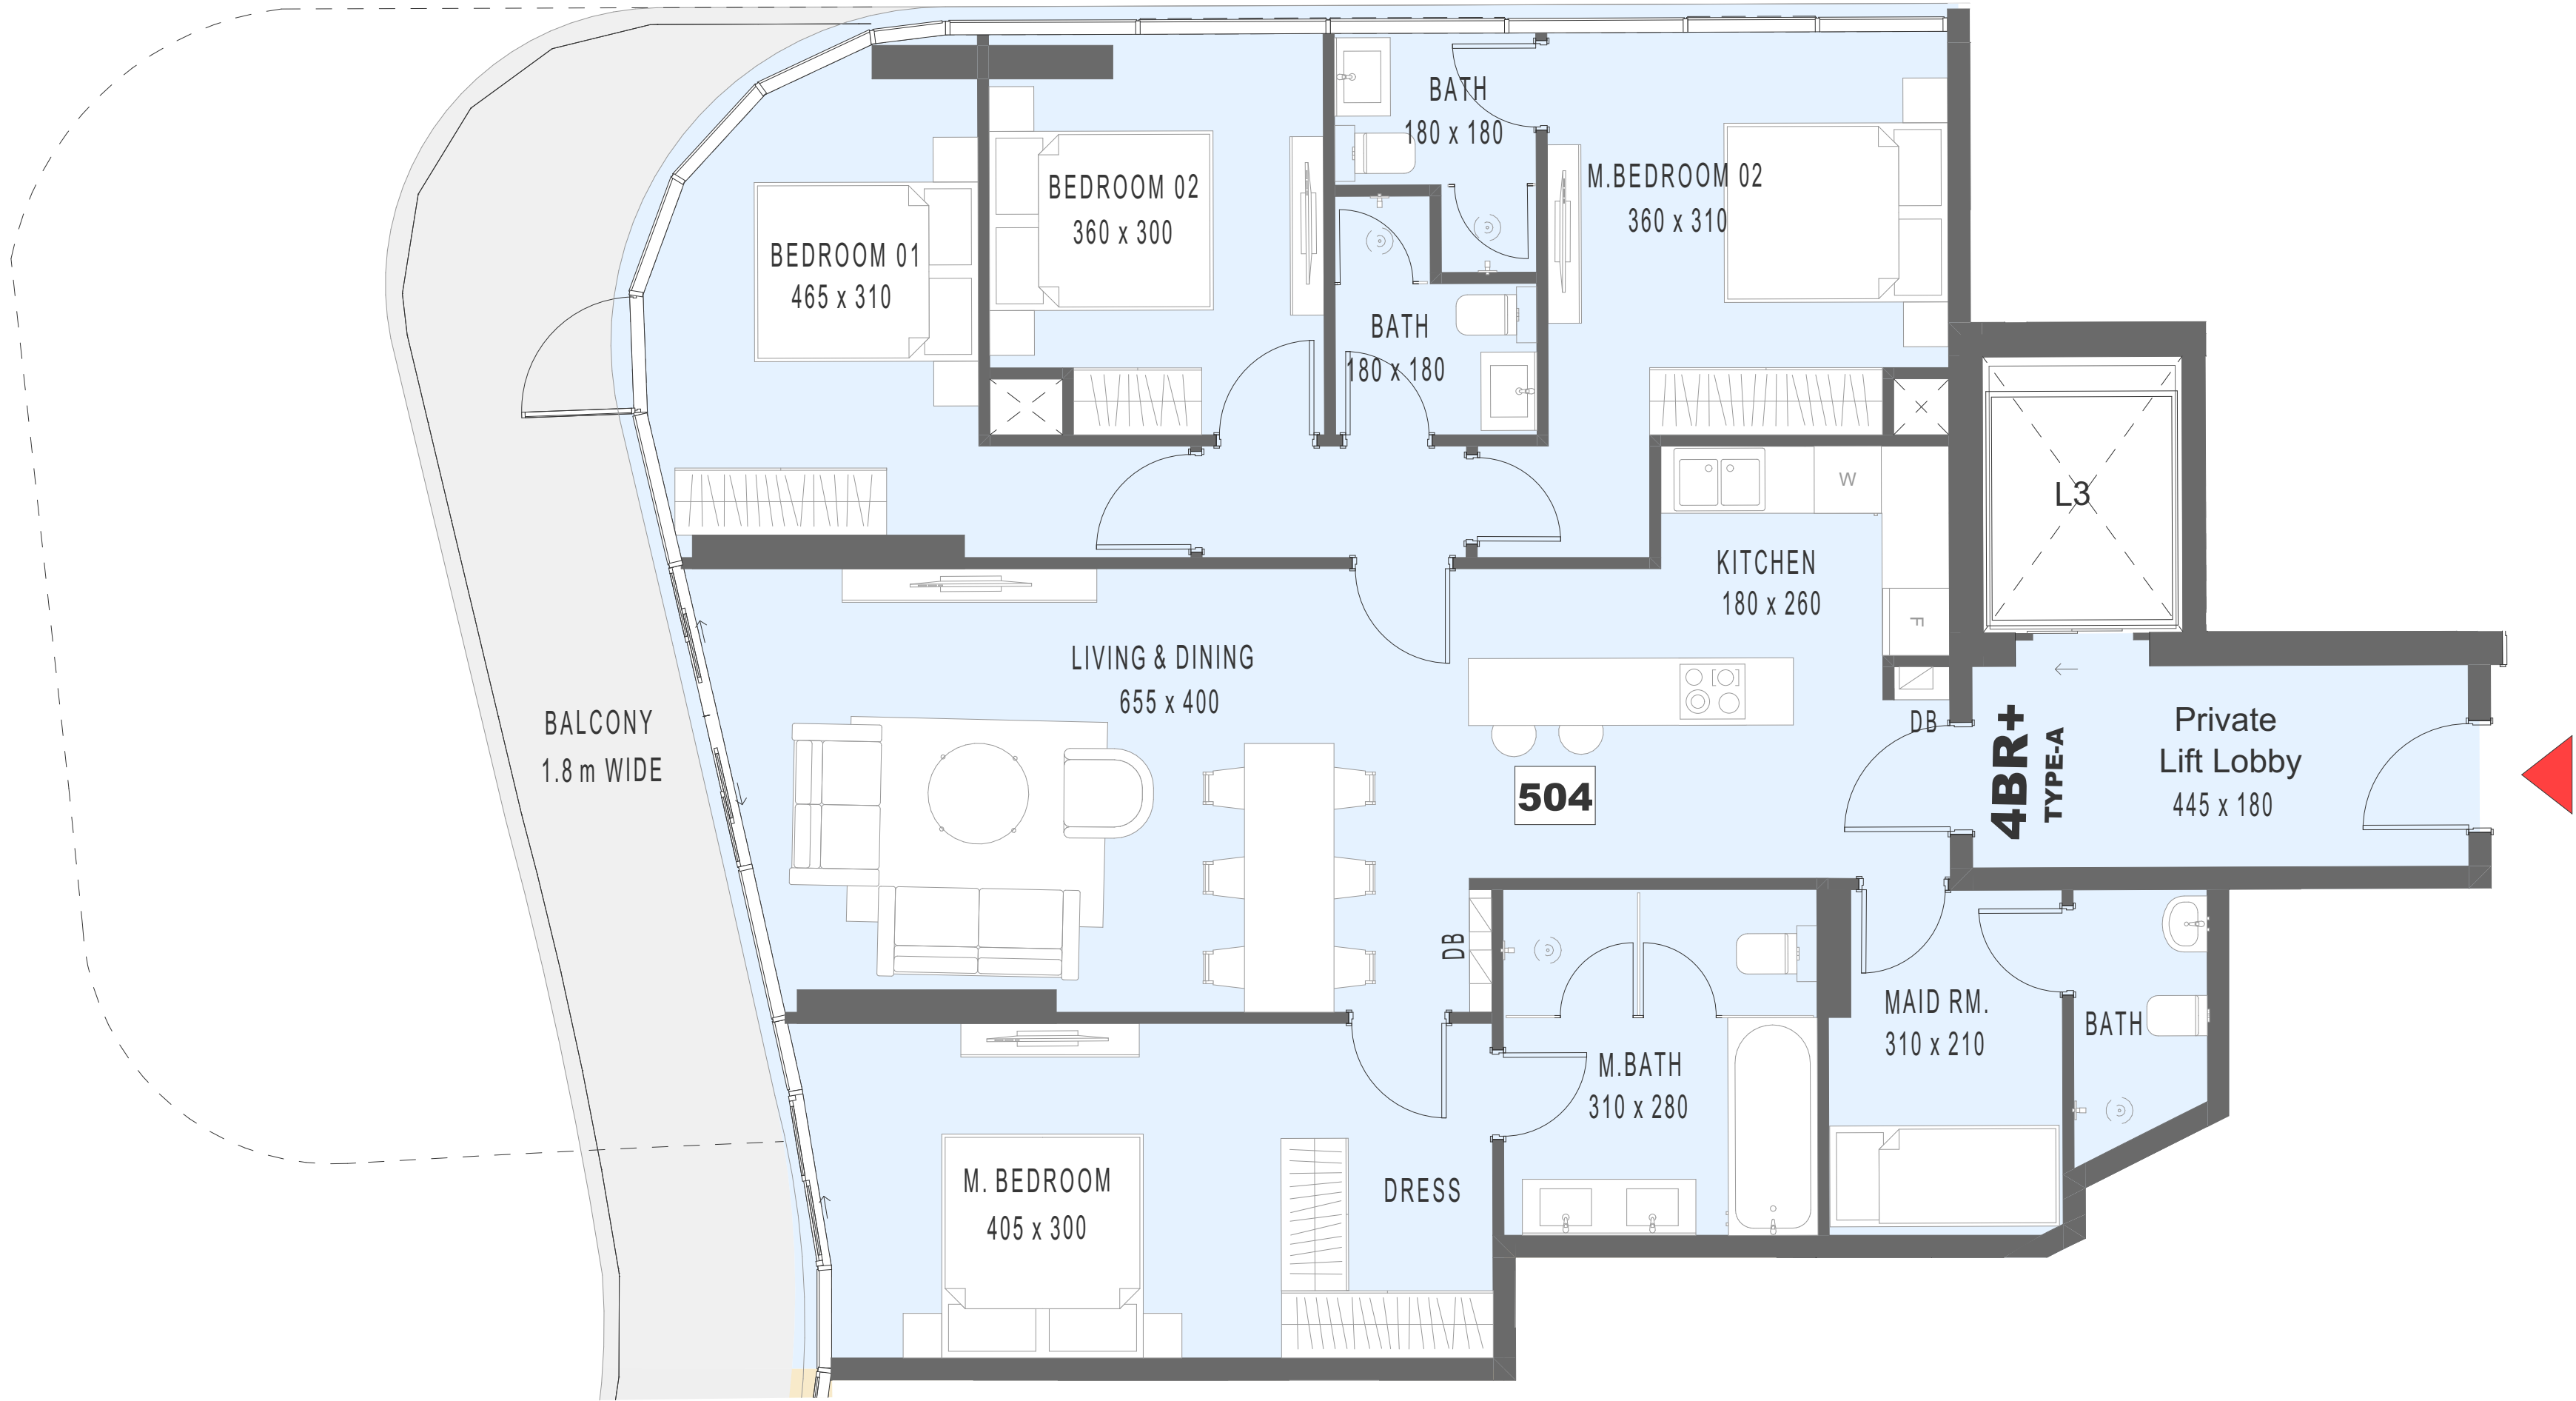 BATH
180 x 180
M.BEDROOM 02
360 x 310
BEDROOM 02
360 x 300
BEDROOM 01
465 x 310
BATH
180 x 180
W
L3
KITCHEN
180 x 260
F
LIVING & DINING
655 x 400
BALCONY
1.8 m WIDE
DB
4BR+
TYPE-A
Private
Lift Lobby
445 x 180
504
DB
MAID RM.
310 x 210
BATH
M.BATH
310 x 280
M. BEDROOM
405 x 300
DRESS